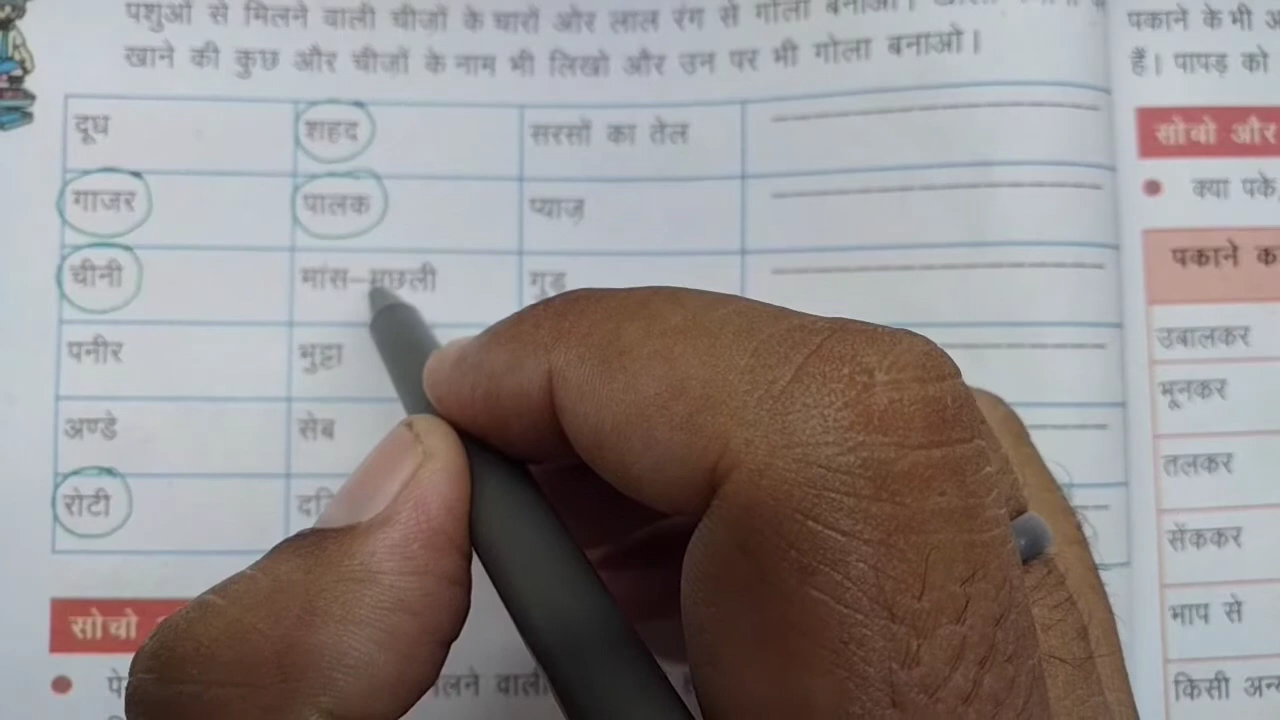 पशुओं से मिलने वाली चीज़ों के चारों ओर लाल रंग से गोला बनाओ।
खाने की कुछ और चीज़ों के नाम भी लिखो और उन पर भी गोला बनाओ।
दूध शहद सरसों का तेल
गाजर पालक प्याज़
चीनी मांस–मछली गुड़
पनीर भुट्टा
अण्डे सेब
रोटी
सोचो
मिलने वाली
पकाने के भी
हैं। पापड़ को
सोचो और
क्या पके,
पकाने क
उबालकर
भूनकर
तलकर
सेंककर
भाप से
किसी अन्य